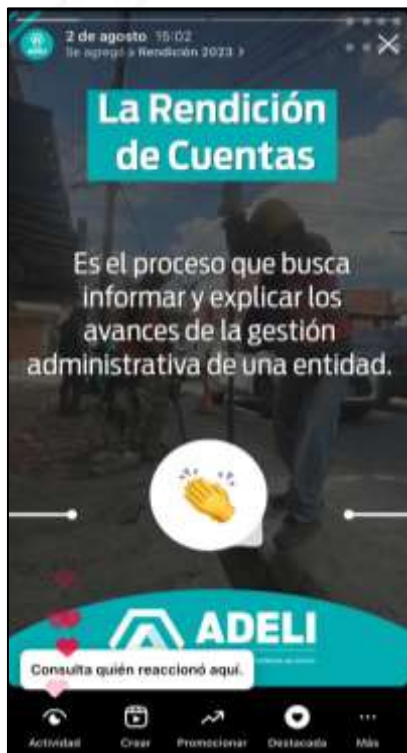 2 de agosto 15:02
Se agregó a Rendición 2023 >
ADELI
La Rendición
de Cuentas
Es el proceso que busca
informar y explicar los
avances de la gestión
administrativa de una entidad.
ADELI
Consulta quién reaccionó aquí.
Actividad Crear Promocionar Destacada Más